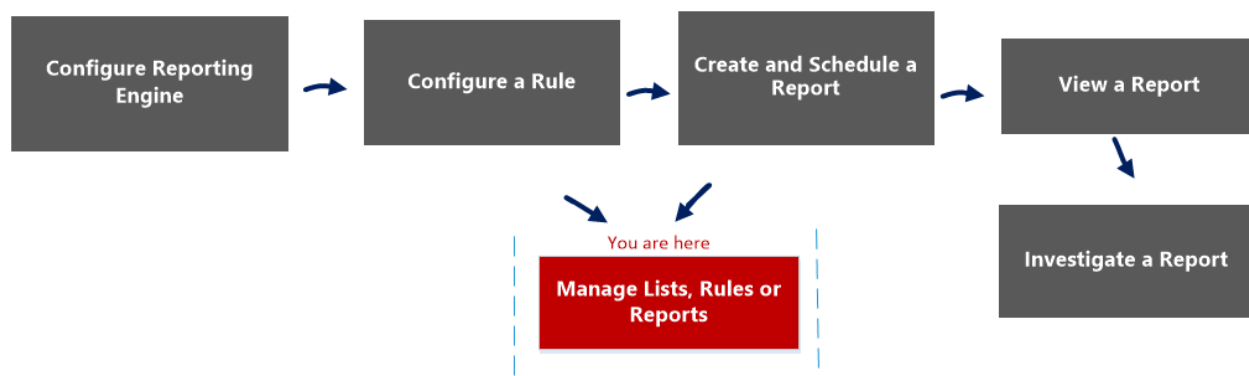 Configure Reporting
Engine
Configure a Rule
Create and Schedule a
Report
View a Report
Investigate a Report
You are here
Manage Lists, Rules or
Reports